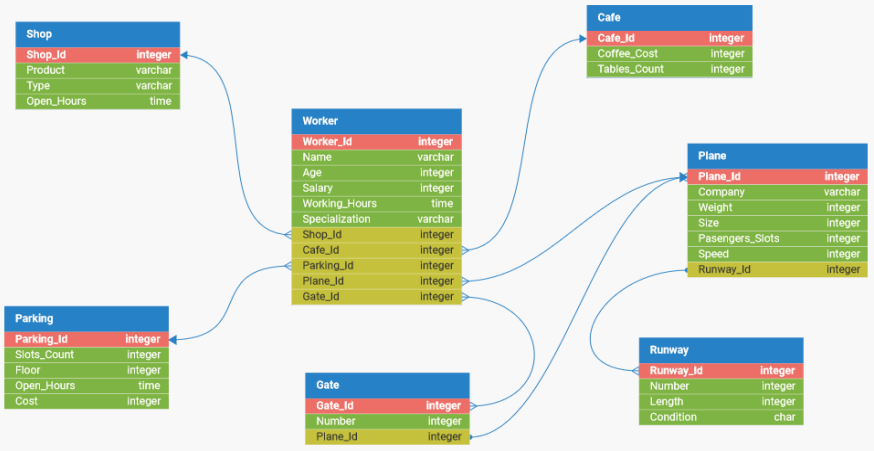 Shop
Shop_Id integer
Product varchar
Type varchar
Open_Hours time
Cafe
Cafe_Id integer
Coffee_Cost integer
Tables_Count integer
Worker
Worker_Id integer
Name varchar
Age integer
Salary integer
Working_Hours time
Specialization varchar
Shop_Id integer
Cafe_Id integer
Parking_Id integer
Plane_Id integer
Gate_Id integer
Plane
Plane_Id integer
Company varchar
Weight integer
Size integer
Pasengers_Slots integer
Speed integer
Runway_Id integer
Parking
Parking_Id integer
Slots_Count integer
Floor integer
Open_Hours time
Cost integer
Gate
Gate_Id integer
Number integer
Plane_Id integer
Runway
Runway_Id integer
Number integer
Length integer
Condition char